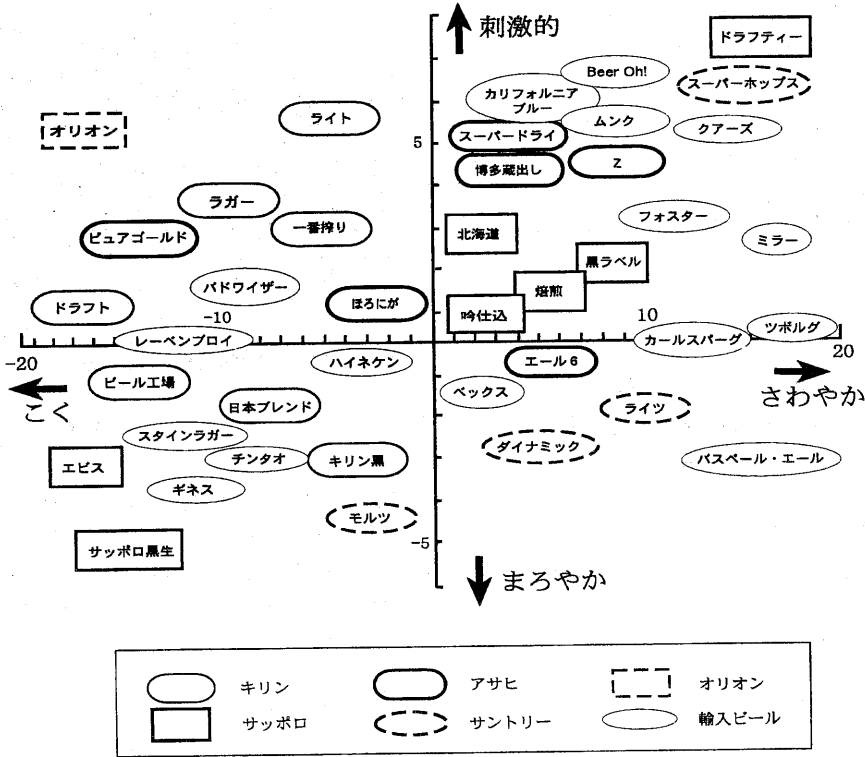 刺激的
ドラフティー
Beer Oh!
スーパーホップス
カリフォルニア
ブルー
オリオン
ライト
ムンク
クアーズ
5
スーパードライ
博多蔵出し
Z
ラガー
一番搾り
フォスター
ピュアゴールド
北海道
ミラー
黒ラベル
バドワイザー
焙煎
ドラフト
-10
ほろにが
吟仕込
10
ツボルグ
レーベンブロイ
カールスバーグ
-20
ハイネケン
エール6
20
ビール工場
ベックス
さわやか
こく
日本ブレンド
ライツ
スタインラガー
ダイナミック
エビス
チンタオ
キリン黒
バスペール・エール
ギネス
モルツ
サッポロ黒生
-5
まろやか
キリン
アサヒ
オリオン
サッポロ
サントリー
輸入ビール